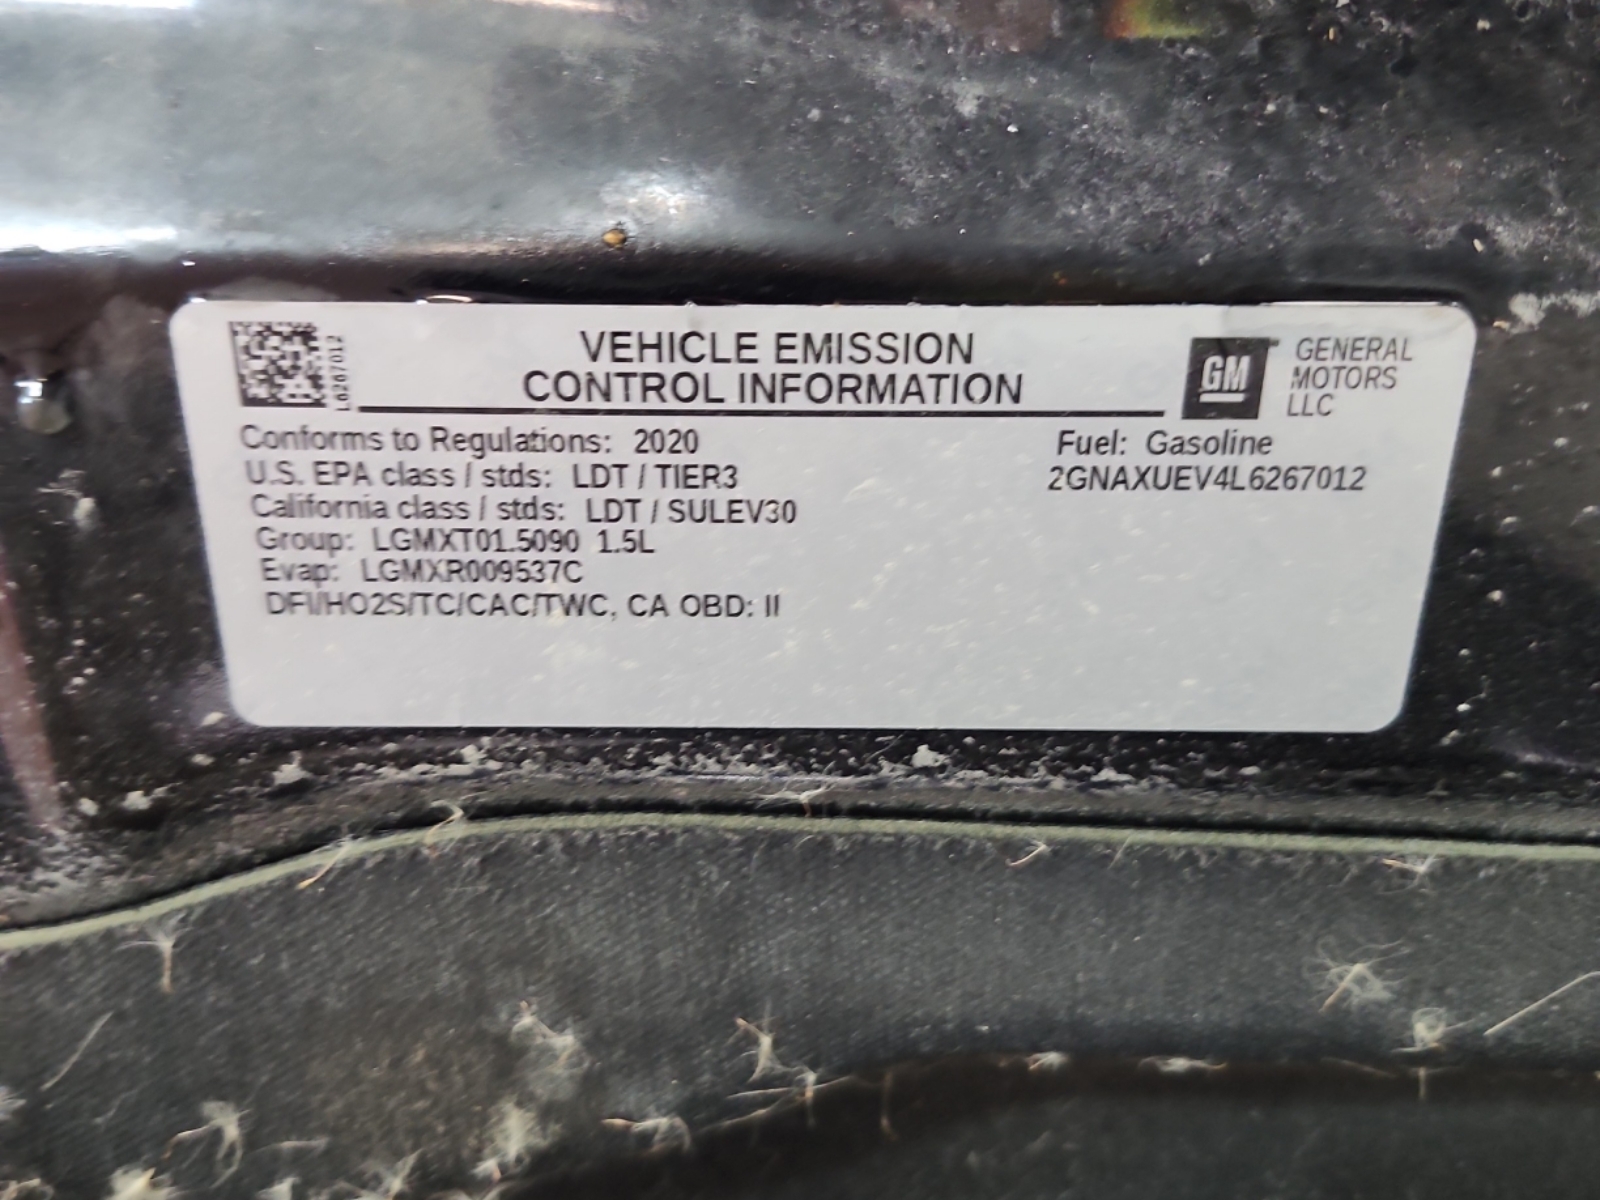 L6267012
VEHICLE EMISSION
CONTROL INFORMATION
GM
GENERAL
MOTORS
LLC
Conforms to Regulations: 2020
U.S. EPA class / stds: LDT / TIER3
California class / stds: LDT / SULEV30
Group: LGMXT01.5090 1.5L
Evap: LGMXR009537C
DFI/HO2S/TC/CAC/TWC, CA OBD: II
Fuel: Gasoline
2GNAXUEV4L6267012